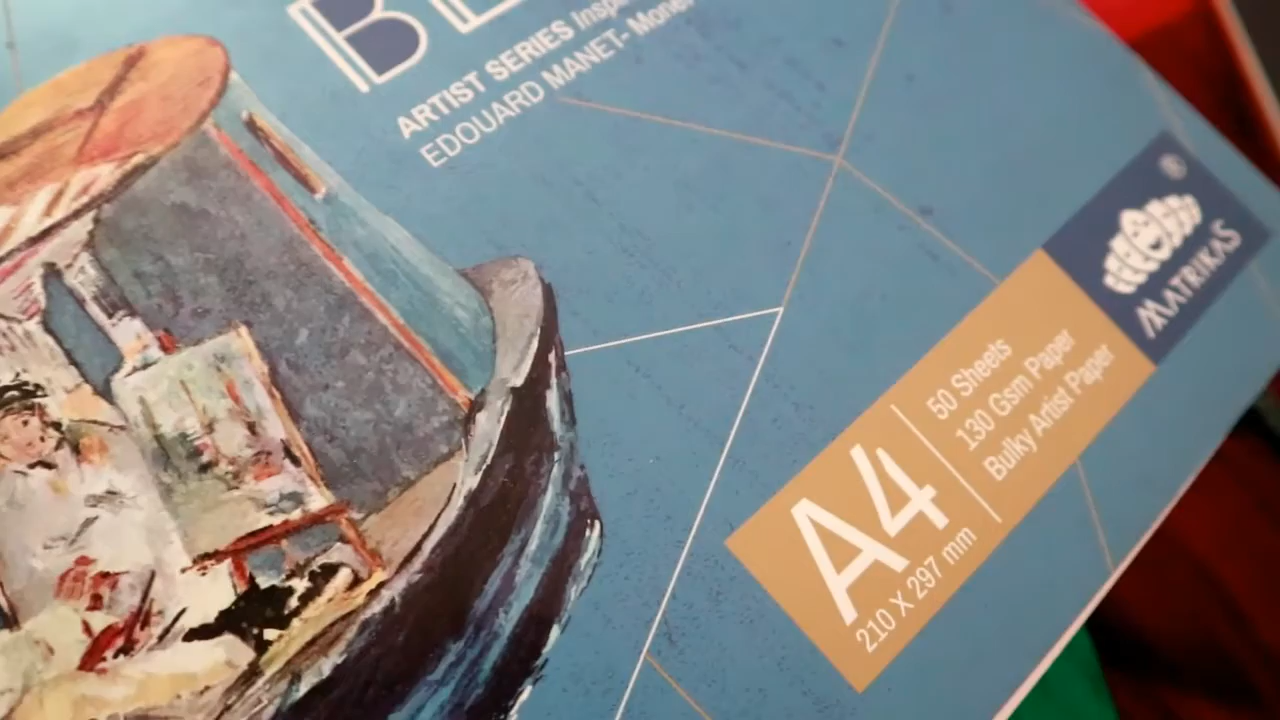 ARTIST SERIES
EDOUARD MANET-
A4
210 X 297 mm
50 Sheets
130 Gsm Paper
Bulky Artist Paper
MATRIKAS
®